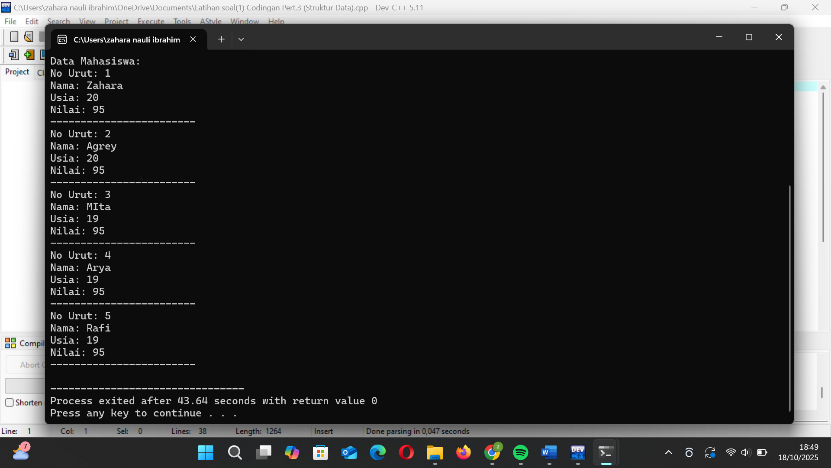 C:\Users\zahara nauli ibrahim\OneDrive\Documents\Latihan soal(1) Codingan Pert.3 (Struktur Data).cpp - Dev-C++ 5.11
File Edit Search View Project Execute Tools AStyle Window Help
C:\Users\zahara nauli ibrahim
Project
Data Mahasiswa:
No Urut: 1
Nama: Zahara
Usia: 20
Nilai: 95
------------------------
No Urut: 2
Nama: Agrey
Usia: 20
Nilai: 95
------------------------
No Urut: 3
Nama: MIta
Usia: 19
Nilai: 95
------------------------
No Urut: 4
Nama: Arya
Usia: 19
Nilai: 95
------------------------
No Urut: 5
Nama: Rafi
Usia: 19
Nilai: 95
------------------------
--------------------------------
Process exited after 43.64 seconds with return value 0
Press any key to continue . . .
Compil
Abort
Shorten
Line: 1 Col: 1 Sel: 0 Lines: 38 Length: 1264 Insert Done parsing in 0,047 seconds
7
DEV
18:49
18/10/2025